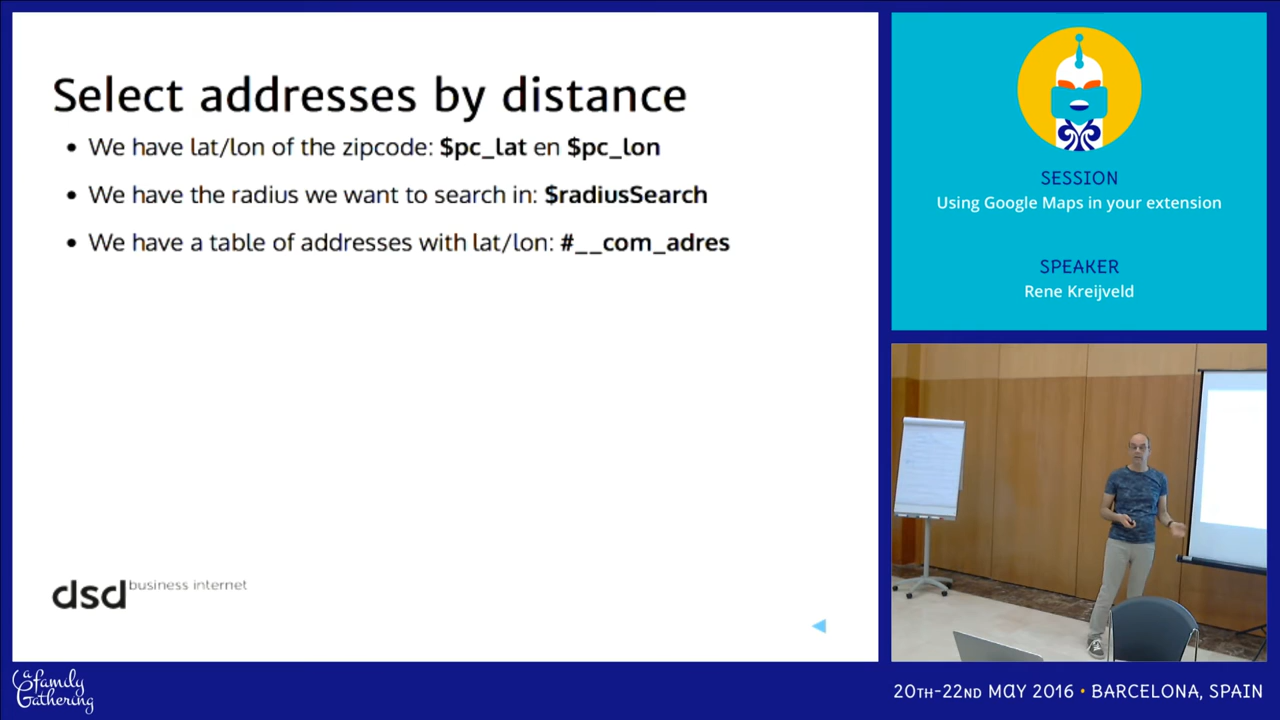 Select addresses by distance
• We have lat/lon of the zipcode: $pc_lat en $pc_lon
• We have the radius we want to search in: $radiusSearch
• We have a table of addresses with lat/lon: #__com_adres
dsd business internet
SESSION
Using Google Maps in your extension
SPEAKER
Rene Kreijveld
a family
Gathering
20TH-22ND MAY 2016 • BARCELONA, SPAIN